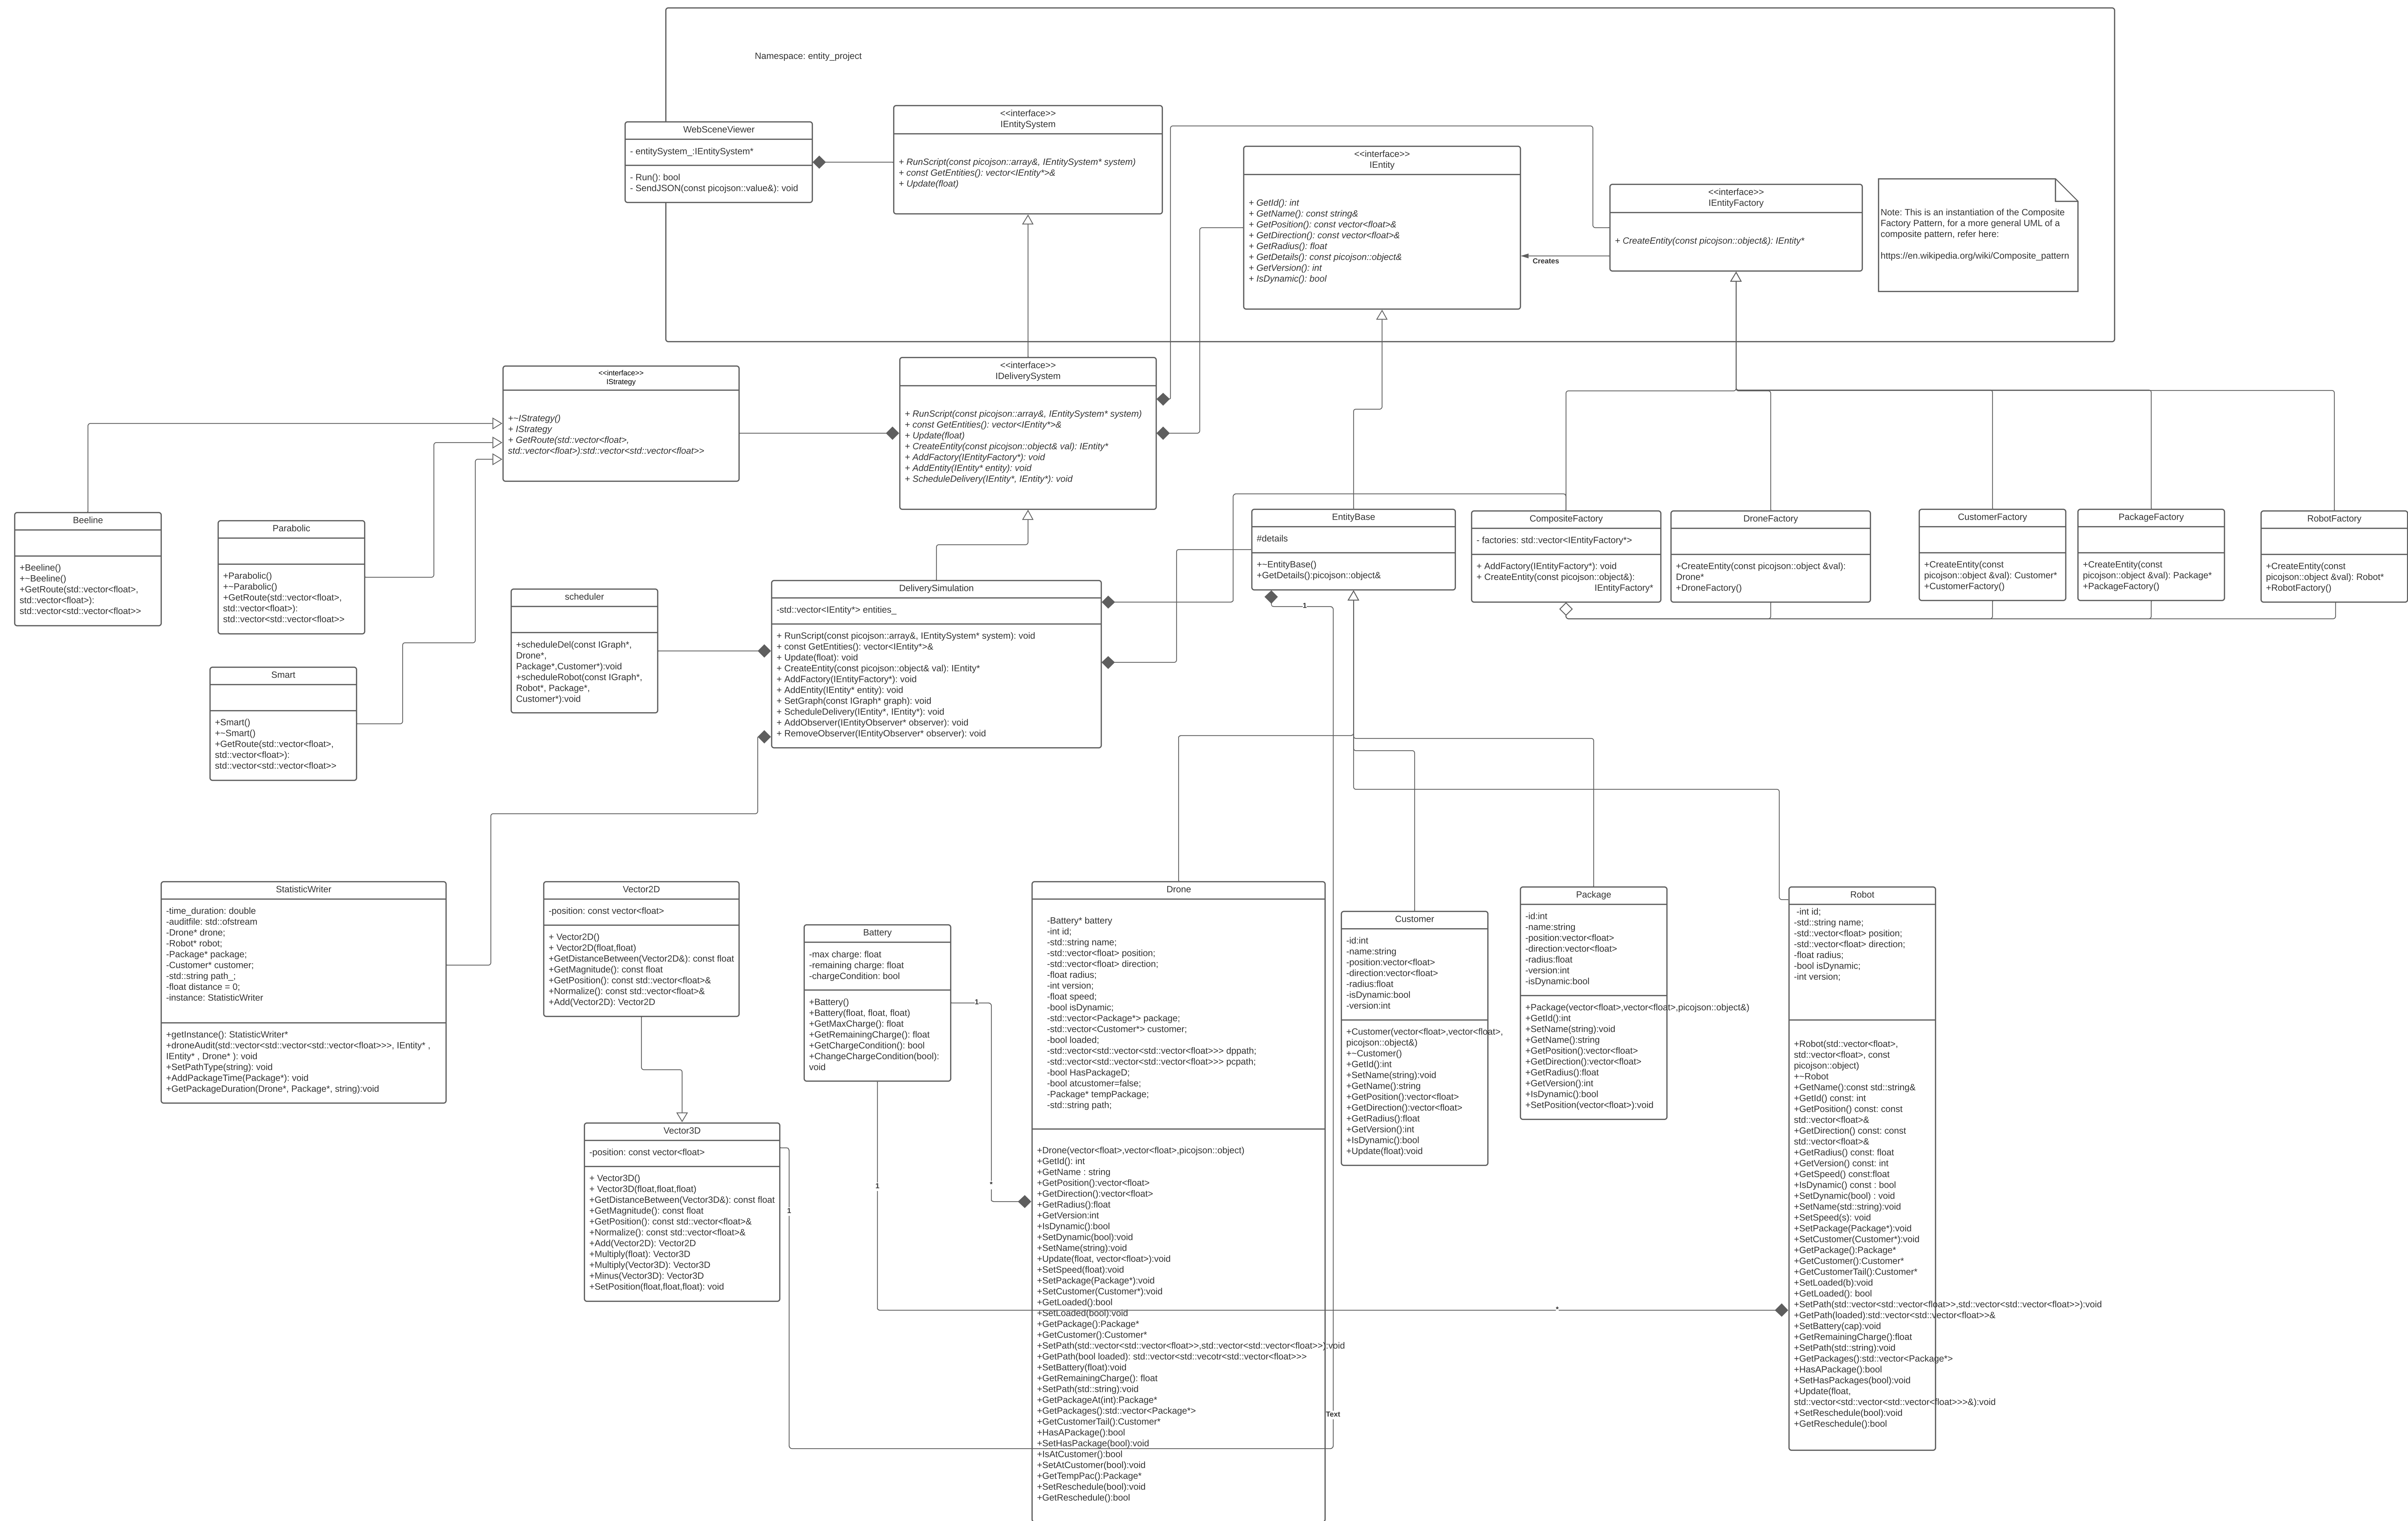 Namespace: entity_project
WebSceneViewer
- entitySystem_:IEntitySystem*
- Run(): bool
- SendJSON(const picojson::value&): void
<<interface>>
IEntitySystem
+ RunScript(const picojson::array&, IEntitySystem* system)
+ const GetEntities(): vector<IEntity*>&
+ Update(float)
<<interface>>
IEntity
+ GetId(): int
+ GetName(): const string&
+ GetPosition(): const vector<float>&
+ GetDirection(): const vector<float>&
+ GetRadius(): float
+ GetDetails(): const picojson::object&
+ GetVersion(): int
+ IsDynamic(): bool
Creates
<<interface>>
IEntityFactory
+ CreateEntity(const picojson::object&): IEntity*
Note: This is an instantiation of the Composite
Factory Pattern, for a more general UML of a
composite pattern, refer here:
https://en.wikipedia.org/wiki/Composite_pattern
<<interface>>
IStrategy
+~IStrategy()
+ IStrategy
+ GetRoute(std::vector<float>,
std::vector<float>):std::vector<std::vector<float>>
<<interface>>
IDeliverySystem
+ RunScript(const picojson::array&, IEntitySystem* system)
+ const GetEntities(): vector<IEntity*>&
+ Update(float)
+ CreateEntity(const picojson::object& val): IEntity*
+ AddFactory(IEntityFactory*): void
+ AddEntity(IEntity* entity): void
+ ScheduleDelivery(IEntity*, IEntity*): void
Beeline
+Beeline()
+~Beeline()
+GetRoute(std::vector<float>,
std::vector<float>):
std::vector<std::vector<float>>
Parabolic
+Parabolic()
+~Parabolic()
+GetRoute(std::vector<float>,
std::vector<float>):
std::vector<std::vector<float>>
Smart
+Smart()
+~Smart()
+GetRoute(std::vector<float>,
std::vector<float>):
std::vector<std::vector<float>>
scheduler
+scheduleDel(const IGraph*,
Drone*,
Package*,Customer*):void
+scheduleRobot(const IGraph*,
Robot*, Package*,
Customer*):void
DeliverySimulation
-std::vector<IEntity*> entities_
+ RunScript(const picojson::array&, IEntitySystem* system): void
+ const GetEntities(): vector<IEntity*>&
+ Update(float): void
+ CreateEntity(const picojson::object& val): IEntity*
+ AddFactory(IEntityFactory*): void
+ AddEntity(IEntity* entity): void
+ SetGraph(const IGraph* graph): void
+ ScheduleDelivery(IEntity*, IEntity*): void
+ AddObserver(IEntityObserver* observer): void
+ RemoveObserver(IEntityObserver* observer): void
EntityBase
#details
+~EntityBase()
+GetDetails():picojson::object&
1
CompositeFactory
- factories: std::vector<IEntityFactory*>
+ AddFactory(IEntityFactory*): void
+ CreateEntity(const picojson::object&):
IEntityFactory*
DroneFactory
+CreateEntity(const picojson::object &val):
Drone*
+DroneFactory()
CustomerFactory
+CreateEntity(const
picojson::object &val): Customer*
+CustomerFactory()
PackageFactory
+CreateEntity(const
picojson::object &val): Package*
+PackageFactory()
RobotFactory
+CreateEntity(const
picojson::object &val): Robot*
+RobotFactory()
StatisticWriter
-time_duration: double
-auditfile: std::ofstream
-Drone* drone;
-Robot* robot;
-Package* package;
-Customer* customer;
-std::string path_;
-float distance = 0;
-instance: StatisticWriter
+getInstance(): StatisticWriter*
+droneAudit(std::vector<std::vector<std::vector<float>>>, IEntity* ,
IEntity* , Drone* ): void
+SetPathType(string): void
+AddPackageTime(Package*): void
+GetPackageDuration(Drone*, Package*, string):void
Vector2D
-position: const vector<float>
+ Vector2D()
+ Vector2D(float,float)
+GetDistanceBetween(Vector2D&): const float
+GetMagnitude(): const float
+GetPosition(): const std::vector<float>&
+Normalize(): const std::vector<float>&
+Add(Vector2D): Vector2D
Vector3D
-position: const vector<float>
+ Vector3D()
+ Vector3D(float,float,float)
+GetDistanceBetween(Vector3D&): const float
+GetMagnitude(): const float
+GetPosition(): const std::vector<float>&
+Normalize(): const std::vector<float>&
+Add(Vector2D): Vector2D
+Multiply(float): Vector3D
+Multiply(Vector3D): Vector3D
+Minus(Vector3D): Vector3D
+SetPosition(float,float,float): void
1
Battery
-max charge: float
-remaining charge: float
-chargeCondition: bool
+Battery()
+Battery(float, float, float)
+GetMaxCharge(): float
+GetRemainingCharge(): float
+GetChargeCondition(): bool
+ChangeChargeCondition(bool):
void
1
*
1
*
Text
Drone
-Battery* battery
-int id;
-std::string name;
-std::vector<float> position;
-std::vector<float> direction;
-float radius;
-int version;
-float speed;
-bool isDynamic;
-std::vector<Package*> package;
-std::vector<Customer*> customer;
-bool loaded;
-std::vector<std::vector<std::vector<float>>> dppath;
-std::vector<std::vector<std::vector<float>>> pcpath;
-bool HasPackageD;
-bool atcustomer=false;
-Package* tempPackage;
-std::string path;
+Drone(vector<float>,vector<float>,picojson::object)
+GetId(): int
+GetName : string
+GetPosition():vector<float>
+GetDirection():vector<float>
+GetRadius():float
+GetVersion:int
+IsDynamic():bool
+SetDynamic(bool):void
+SetName(string):void
+Update(float, vector<float>):void
+SetSpeed(float):void
+SetPackage(Package*):void
+SetCustomer(Customer*):void
+GetLoaded():bool
+SetLoaded(bool):void
+GetPackage():Package*
+GetCustomer():Customer*
+SetPath(std::vector<std::vector<float>>,std::vector<std::vector<float>>):void
+GetPath(bool loaded): std::vector<std::vecotr<std::vector<float>>>
+SetBattery(float):void
+GetRemainingCharge(): float
+SetPath(std::string):void
+GetPackageAt(int):Package*
+GetPackages():std::vector<Package*>
+GetCustomerTail():Customer*
+HasAPackage():bool
+SetHasPackage(bool):void
+IsAtCustomer():bool
+SetAtCustomer(bool):void
+GetTempPac():Package*
+SetReschedule(bool):void
+GetReschedule():bool
Customer
-id:int
-name:string
-position:vector<float>
-direction:vector<float>
-radius:float
-isDynamic:bool
-version:int
+Customer(vector<float>,vector<float>,
picojson::object&)
+~Customer()
+GetId():int
+SetName(string):void
+GetName():string
+GetPosition():vector<float>
+GetDirection():vector<float>
+GetRadius():float
+GetVersion():int
+IsDynamic():bool
+Update(float):void
Package
-id:int
-name:string
-position:vector<float>
-direction:vector<float>
-radius:float
-version:int
-isDynamic:bool
+Package(vector<float>,vector<float>,picojson::object&)
+GetId():int
+SetName(string):void
+GetName():string
+GetPosition():vector<float>
+GetDirection():vector<float>
+GetRadius():float
+GetVersion():int
+IsDynamic():bool
+SetPosition(vector<float>):void
Robot
-int id;
-std::string name;
-std::vector<float> position;
-std::vector<float> direction;
-float radius;
-bool isDynamic;
-int version;
+Robot(std::vector<float>,
std::vector<float>, const
picojson::object)
+~Robot
+GetName():const std::string&
+GetId() const: int
+GetPosition() const: const
std::vector<float>&
+GetDirection() const: const
std::vector<float>&
+GetRadius() const: float
+GetVersion() const: int
+GetSpeed() const:float
+IsDynamic() const : bool
+SetDynamic(bool) : void
+SetName(std::string):void
+SetSpeed(s): void
+SetPackage(Package*):void
+SetCustomer(Customer*):void
+GetPackage():Package*
+GetCustomer():Customer*
+GetCustomerTail():Customer*
+SetLoaded(b):void
+GetLoaded(): bool
+SetPath(std::vector<std::vector<float>>,std::vector<std::vector<float>>):void
+GetPath(loaded):std::vector<std::vector<float>>&
+SetBattery(cap):void
+GetRemainingCharge():float
+SetPath(std::string):void
+GetPackages():std::vector<Package*>
+HasAPackage():bool
+SetHasPackages(bool):void
+Update(float,
std::vector<std::vector<std::vector<float>>>&):void
+SetReschedule(bool):void
+GetReschedule():bool